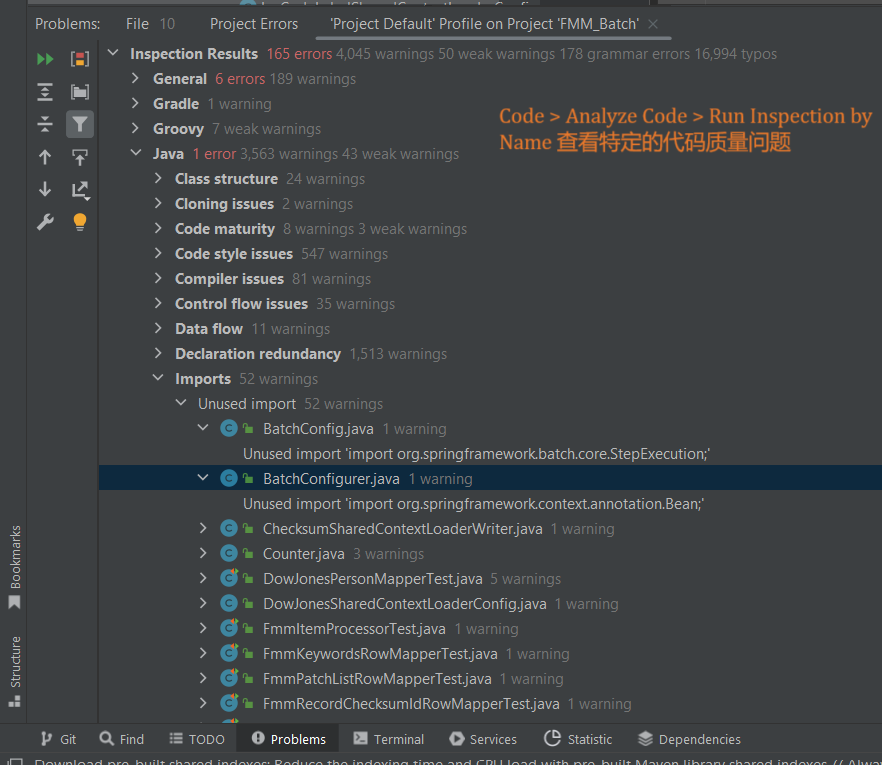 Problems: File 10 Project Errors 'Project Default' Profile on Project 'FMM_Batch'
Inspection Results 165 errors 4,045 warnings 50 weak warnings 178 grammar errors 16,994 typos
General 6 errors 189 warnings
Gradle 1 warning
Groovy 7 weak warnings
Java 1 error 3,563 warnings 43 weak warnings
Code > Analyze Code > Run Inspection by
Name 查看特定的代码质量问题
Class structure 24 warnings
Cloning issues 2 warnings
Code maturity 8 warnings 3 weak warnings
Code style issues 547 warnings
Compiler issues 81 warnings
Control flow issues 35 warnings
Data flow 11 warnings
Declaration redundancy 1,513 warnings
Imports 52 warnings
Unused import 52 warnings
BatchConfig.java 1 warning
Unused import 'import org.springframework.batch.core.StepExecution;'
BatchConfigurer.java 1 warning
Unused import 'import org.springframework.context.annotation.Bean;'
ChecksumSharedContextLoaderWriter.java 1 warning
Counter.java 3 warnings
DowJonesPersonMapperTest.java 5 warnings
DowJonesSharedContextLoaderConfig.java 1 warning
FmmItemProcessorTest.java 1 warning
FmmKeywordsRowMapperTest.java 1 warning
FmmPatchListRowMapperTest.java 1 warning
FmmRecordChecksumIdRowMapperTest.java 1 warning
Bookmarks
Structure
Git Find TODO Problems Terminal Services Statistic Dependencies
Download pre-built shared indexes: Reduce the indexing time and CPU load with pre-built Maven library shared indexes // Alwa